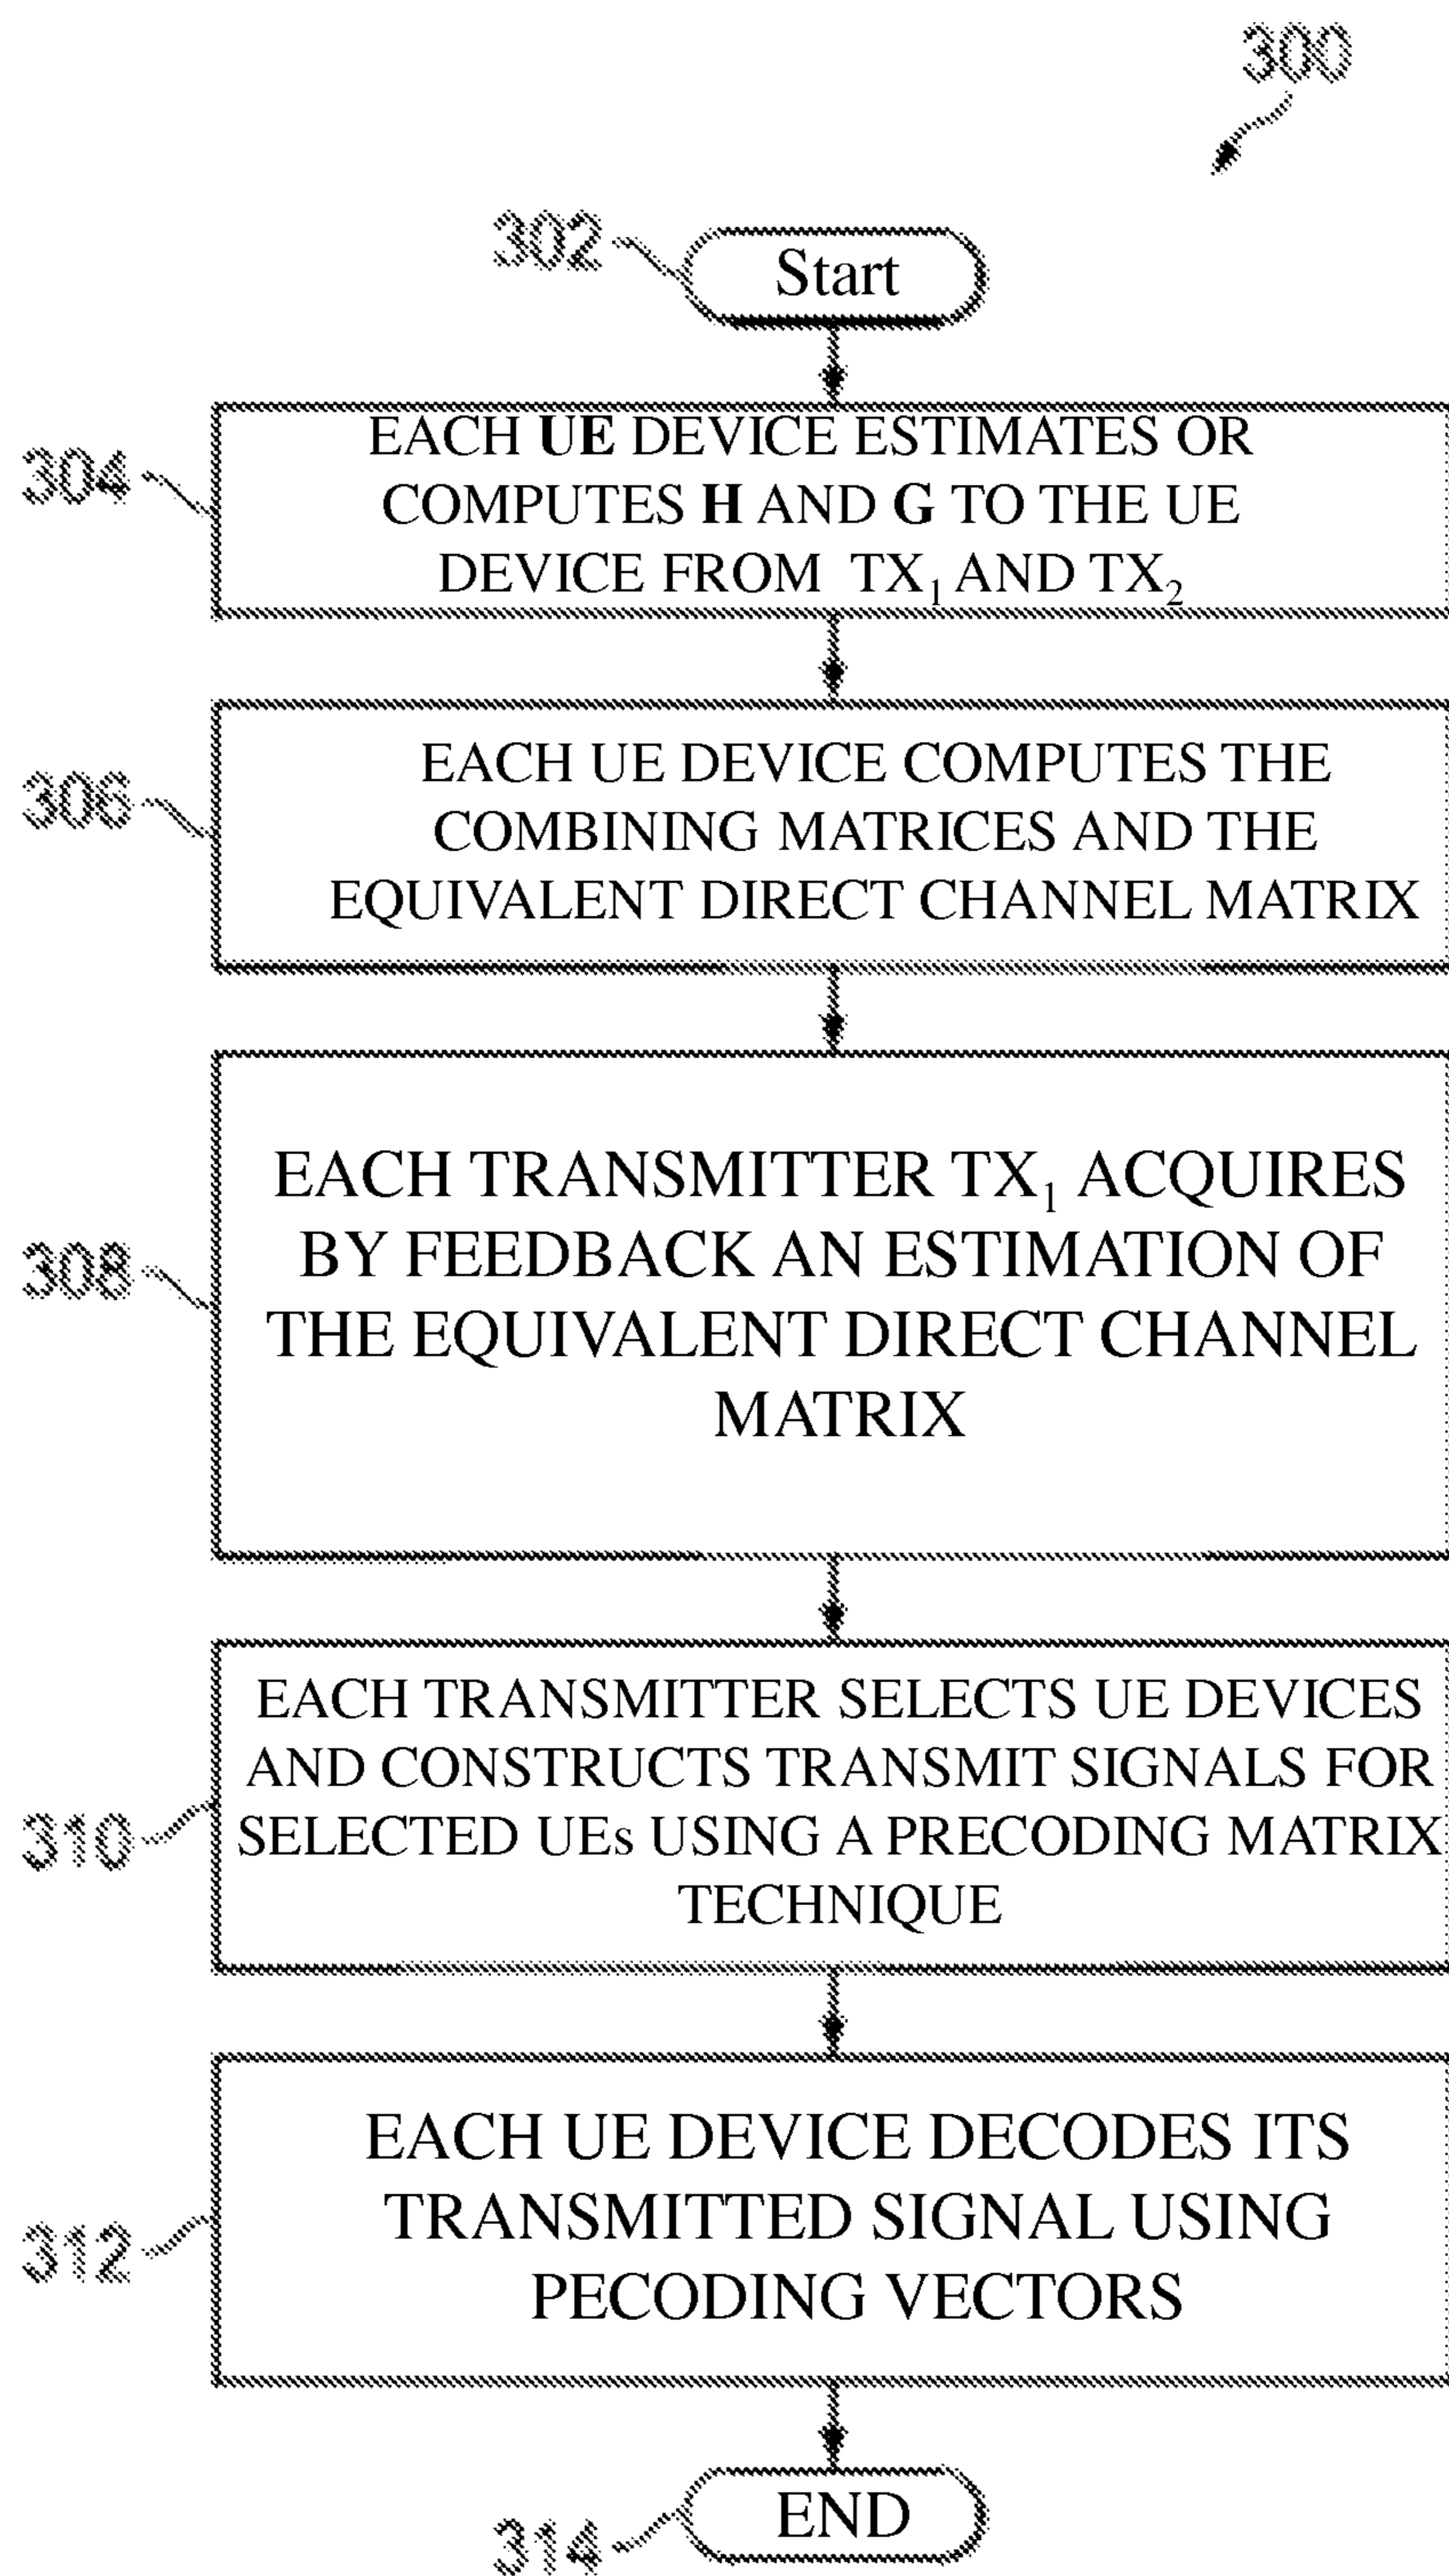 300
302
Start
304
EACH UE DEVICE ESTIMATES OR
COMPUTES H AND G TO THE UE
DEVICE FROM TX₁ AND TX₂
306
EACH UE DEVICE COMPUTES THE
COMBINING MATRICES AND THE
EQUIVALENT DIRECT CHANNEL MATRIX
308
EACH TRANSMITTER TX₁ ACQUIRES
BY FEEDBACK AN ESTIMATION OF
THE EQUIVALENT DIRECT CHANNEL
MATRIX
310
EACH TRANSMITTER SELECTS UE DEVICES
AND CONSTRUCTS TRANSMIT SIGNALS FOR
SELECTED UEs USING A PRECODING MATRIX
TECHNIQUE
312
EACH UE DEVICE DECODES ITS
TRANSMITTED SIGNAL USING
PECODING VECTORS
314
END